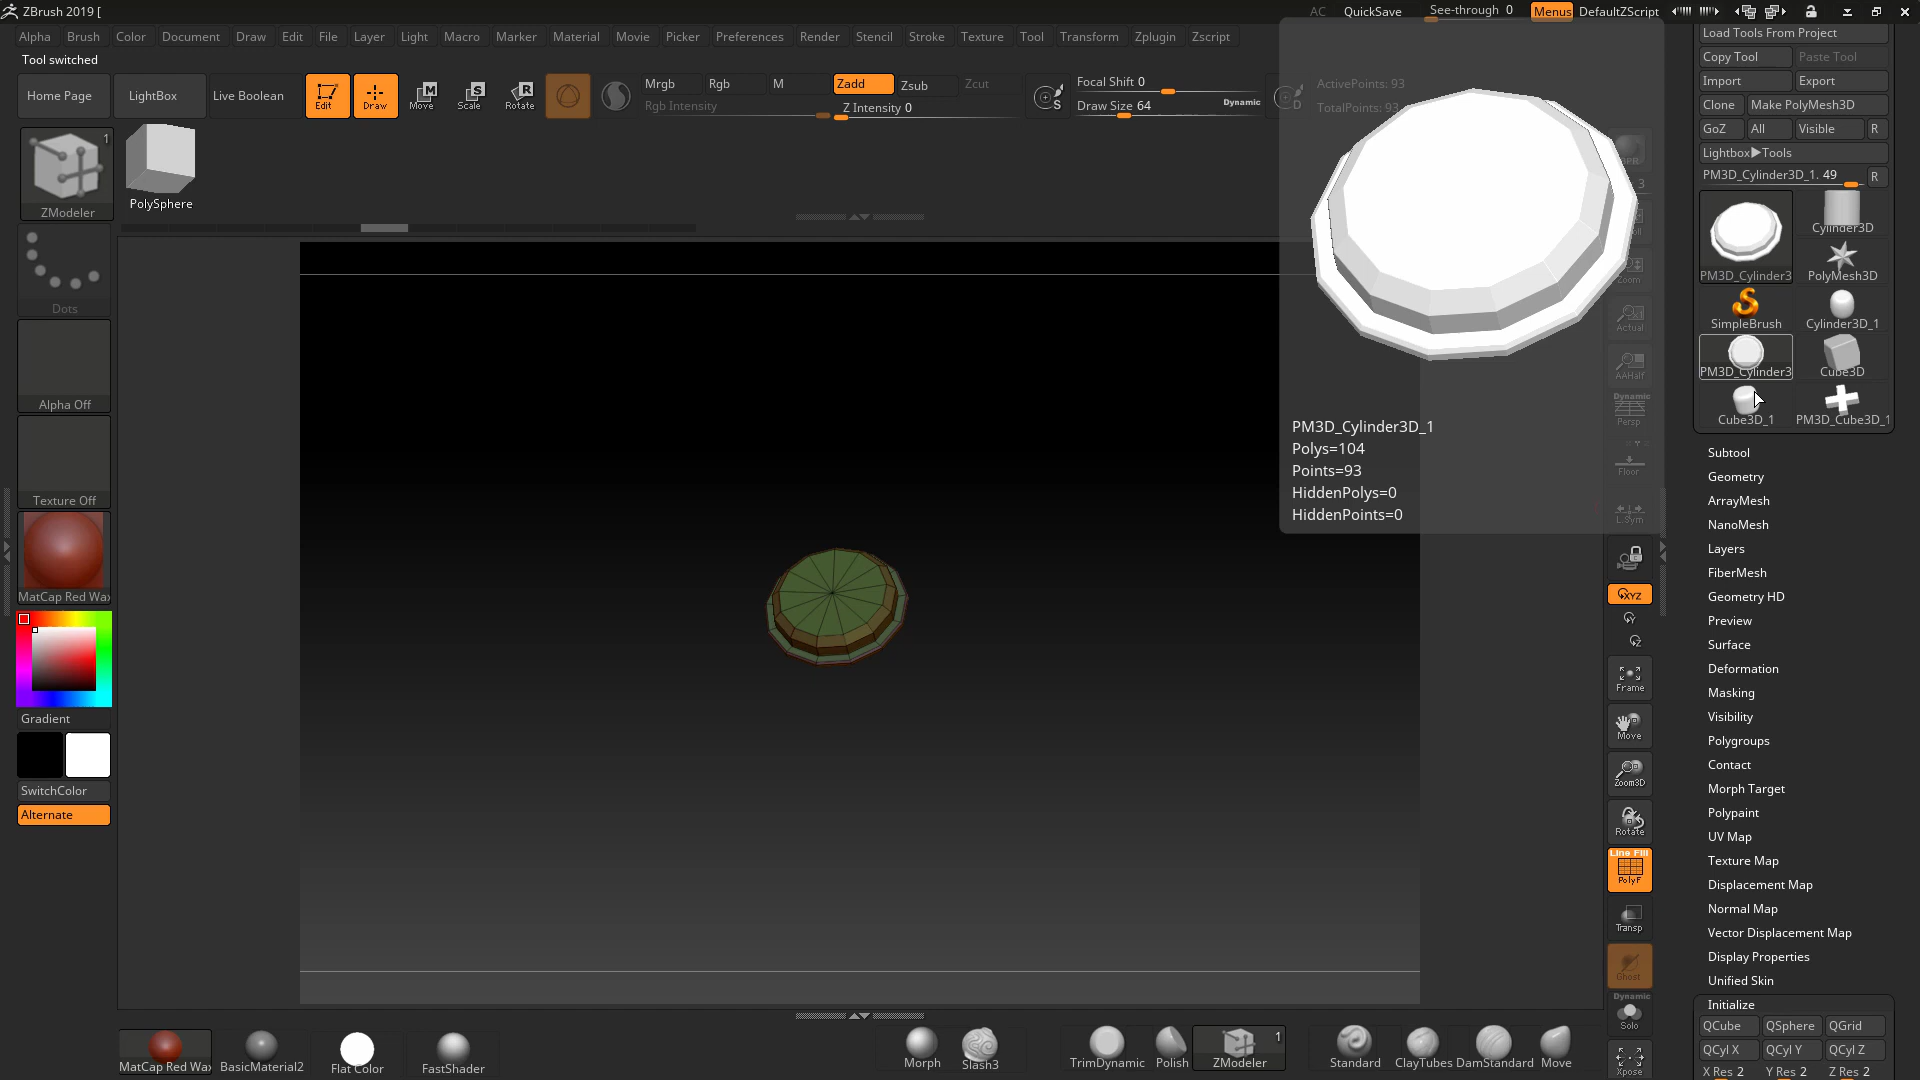 ZBrush 2019 [
AC QuickSave See-through 0 Menus DefaultZScript
Alpha Brush Color Document Draw Edit File Layer Light Macro Marker Material Movie Picker Preferences Render Stencil Stroke Texture Tool Transform Zplugin Zscript
Tool switched
Home Page LightBox Live Boolean Edit Draw Move Scale Rotate
Mrgb Rgb M Zadd Zsub Zcut
Rgb Intensity Z Intensity 0
Focal Shift 0
Draw Size 64 Dynamic
ActivePoints: 93
TotalPoints: 93
1
ZModeler
PolySphere
Dots
Alpha Off
Texture Off
MatCap Red Wax
Gradient
SwitchColor
Alternate
PM3D_Cylinder3D_1
Polys=104
Points=93
HiddenPolys=0
HiddenPoints=0
Actual
AAHalf
Dynamic
Persp
Floor
L.Sym
XYZ
Frame
Move
Zoom3D
Rotate
Line Fill
PolyF
Transp
Ghost
Dynamic
Solo
Xpose
Load Tools From Project
Copy Tool Paste Tool
Import Export
Clone Make PolyMesh3D
GoZ All Visible R
Lightbox▶Tools
PM3D_Cylinder3D_1. 49 R
PM3D_Cylinder3 Cylinder3D
PolyMesh3D
SimpleBrush Cylinder3D_1
PM3D_Cylinder3 Cube3D
Cube3D_1 PM3D_Cube3D_1
Subtool
Geometry
ArrayMesh
NanoMesh
Layers
FiberMesh
Geometry HD
Preview
Surface
Deformation
Masking
Visibility
Polygroups
Contact
Morph Target
Polypaint
UV Map
Texture Map
Displacement Map
Normal Map
Vector Displacement Map
Display Properties
Unified Skin
Initialize
QCube QSphere QGrid
QCyl X QCyl Y QCyl Z
X Res 2 Y Res 2 Z Res 2
MatCap Red Wax BasicMaterial2 Flat Color FastShader Morph Slash3 TrimDynamic Polish ZModeler 1 Standard ClayTubes DamStandard Move